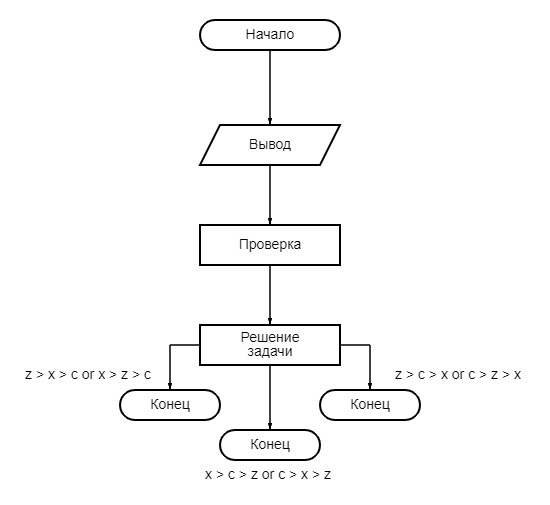 Начало
Вывод
Проверка
Решение
задачи
z > x > c or x > z > c
z > c > x or c > z > x
Конец
Конец
Конец
x > c > z or c > x > z